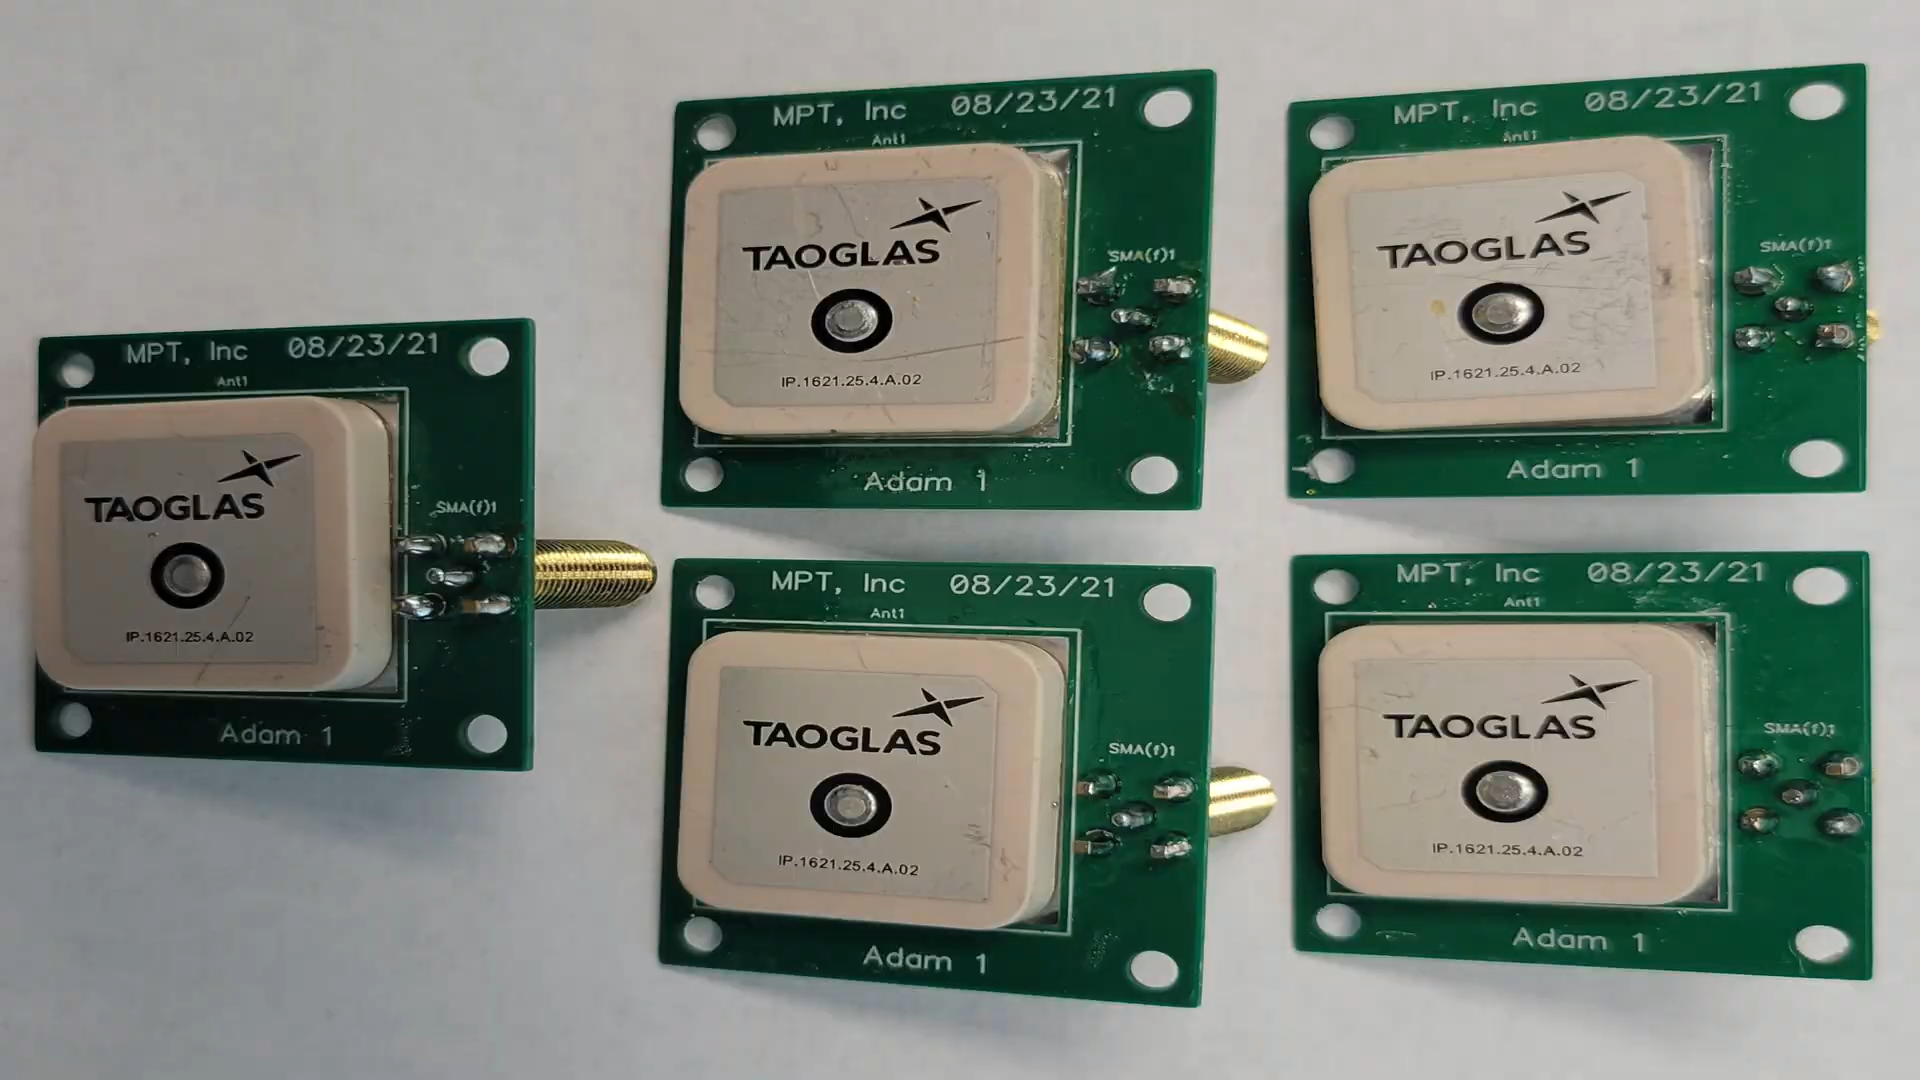 MPT, Inc 08/23/21
Ant1
TAOGLAS
SMA(f)1
IP.1621.25.4.A.02
Adam 1
MPT, Inc 08/23/21
Ant1
TAOGLAS
SMA(f)1
IP.1621.25.4.A.02
Adam 1
MPT, Inc 08/23/21
Ant1
TAOGLAS
SMA(f)1
IP.1621.25.4.A.02
Adam 1
MPT, Inc 08/23/21
Ant1
TAOGLAS
SMA(f)1
IP.1621.25.4.A.02
Adam 1
MPT, Inc 08/23/21
Ant1
TAOGLAS
SMA(f)1
IP.1621.25.4.A.02
Adam 1